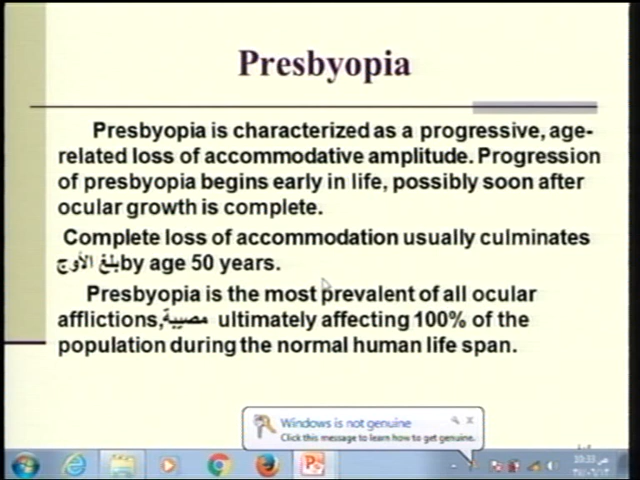 Presbyopia
Presbyopia is characterized as a progressive, age-
related loss of accommodative amplitude. Progression
of presbyopia begins early in life, possibly soon after
ocular growth is complete.
Complete loss of accommodation usually culminates
بلغ الأوج by age 50 years.
Presbyopia is the most prevalent of all ocular
afflictions, مصيبة ultimately affecting 100% of the
population during the normal human life span.
Windows is not genuine
Click this message to learn how to get genuine.